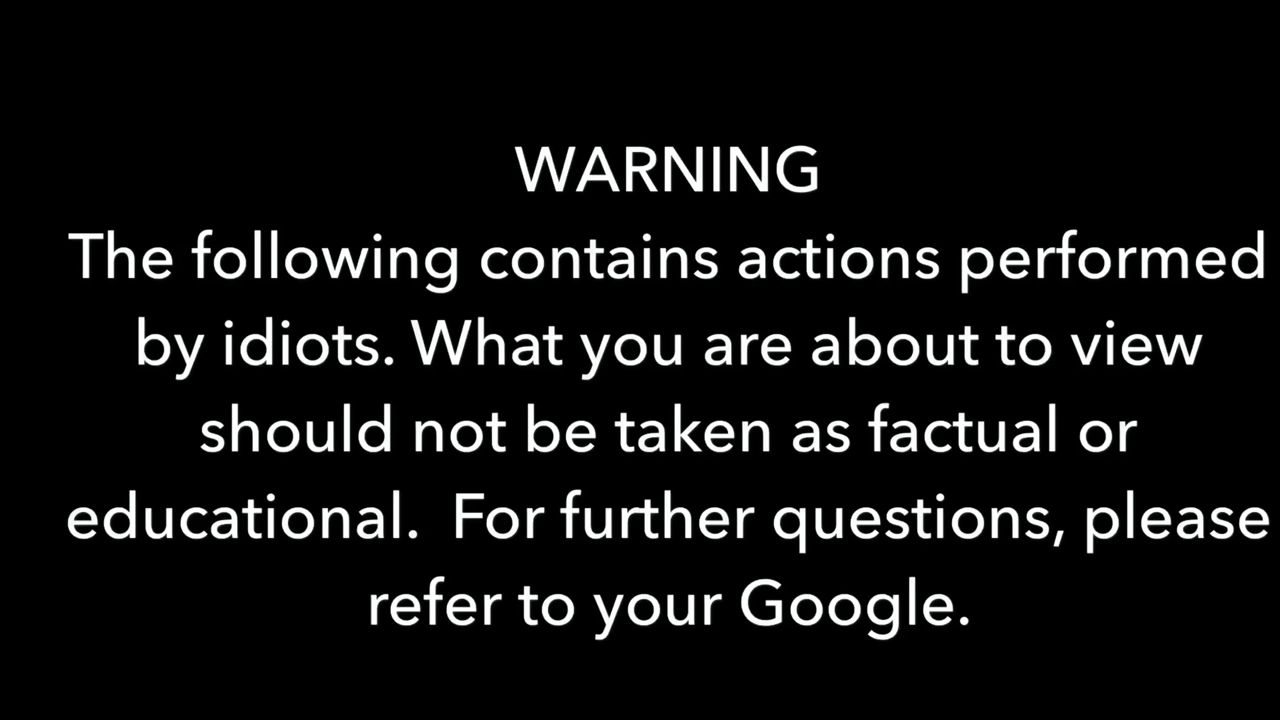 WARNING
The following contains actions performed
by idiots. What you are about to view
should not be taken as factual or
educational.  For further questions, please
refer to your Google.